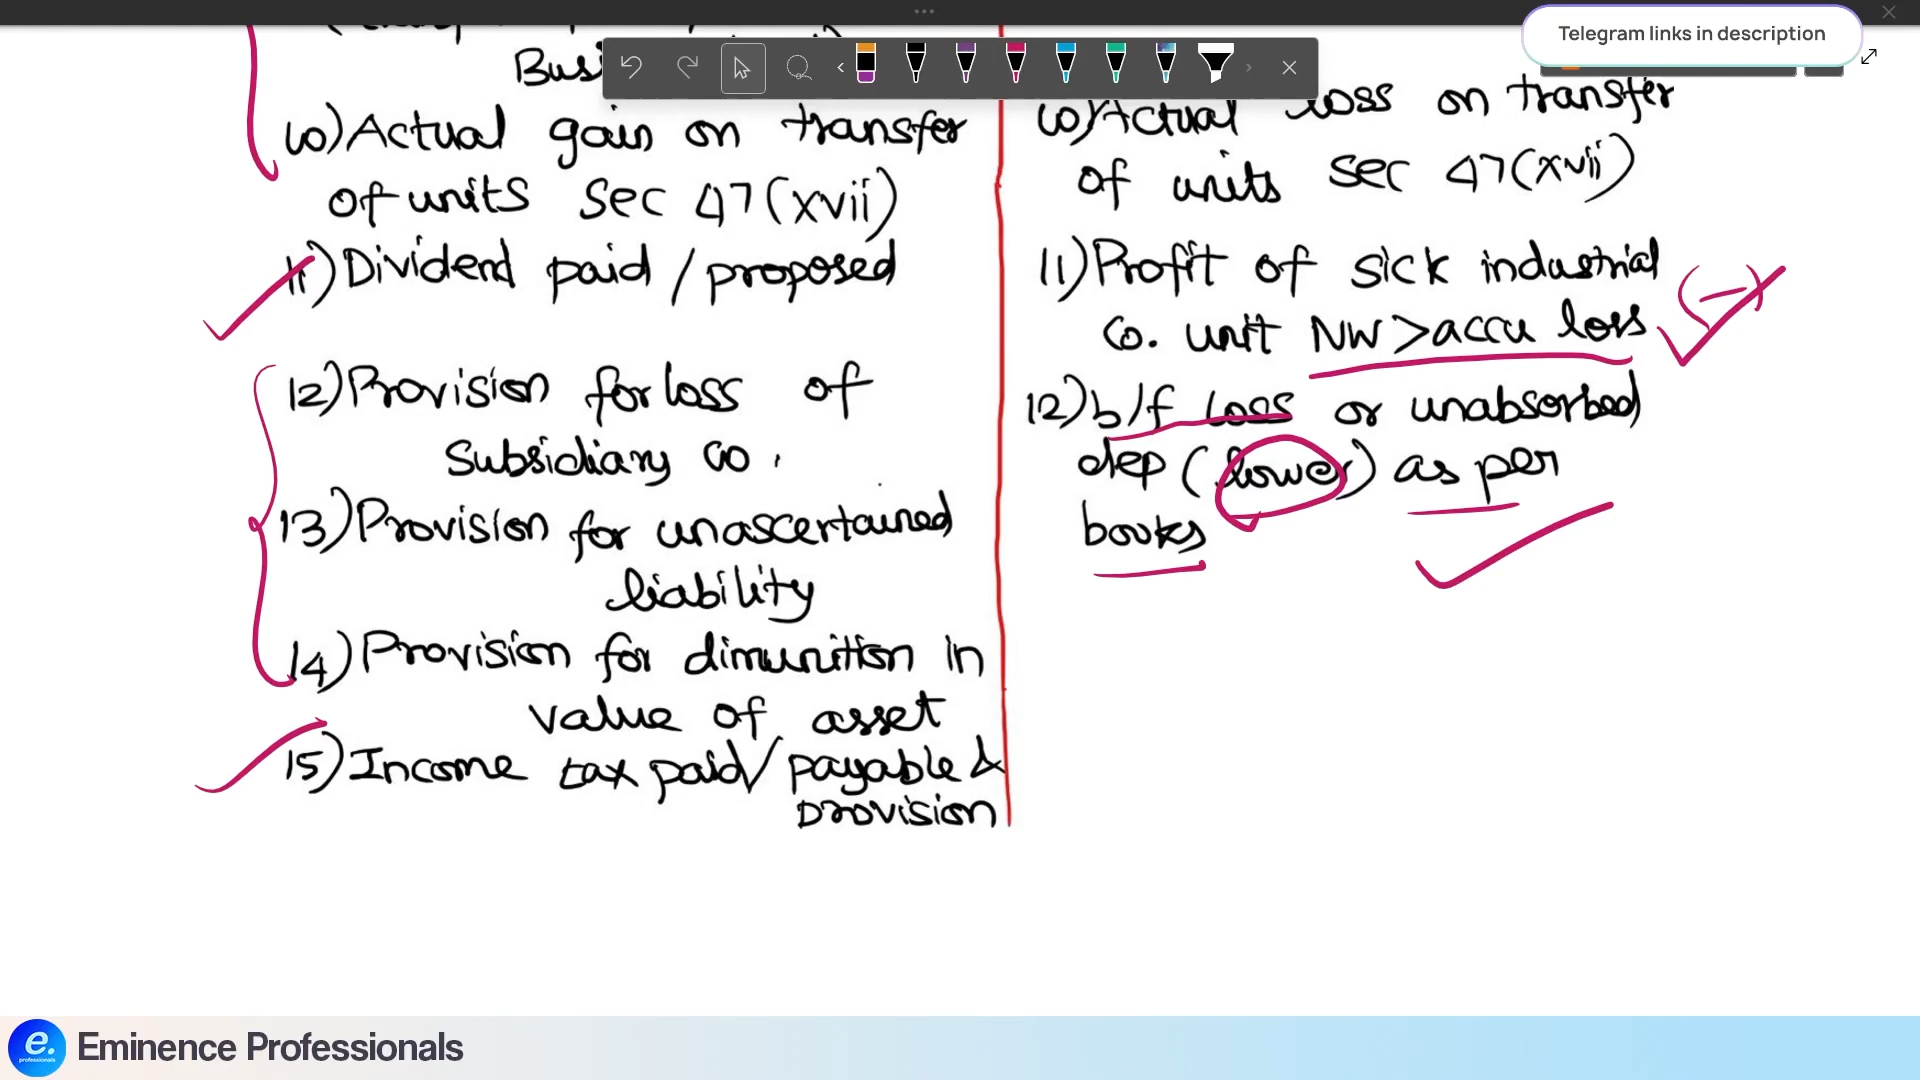 Telegram links in description
Busi
10) Actual gain on transfer
of units sec 47(xvii)
11) Dividend paid / proposed
12) Provision for loss of
Subsidiary co.
13) Provision for unascertained
liability
14) Provision for dimunition in
value of asset
15) Income tax paid/ payable &
provision
10) Actual loss on transfer
of units sec 47(xvii)
11) Profit of sick industrial
Co. unit NW > accu loss
(-)
12) b/f loss or unabsorbed
dep (lower) as per
books
e.
professionals
Eminence Professionals